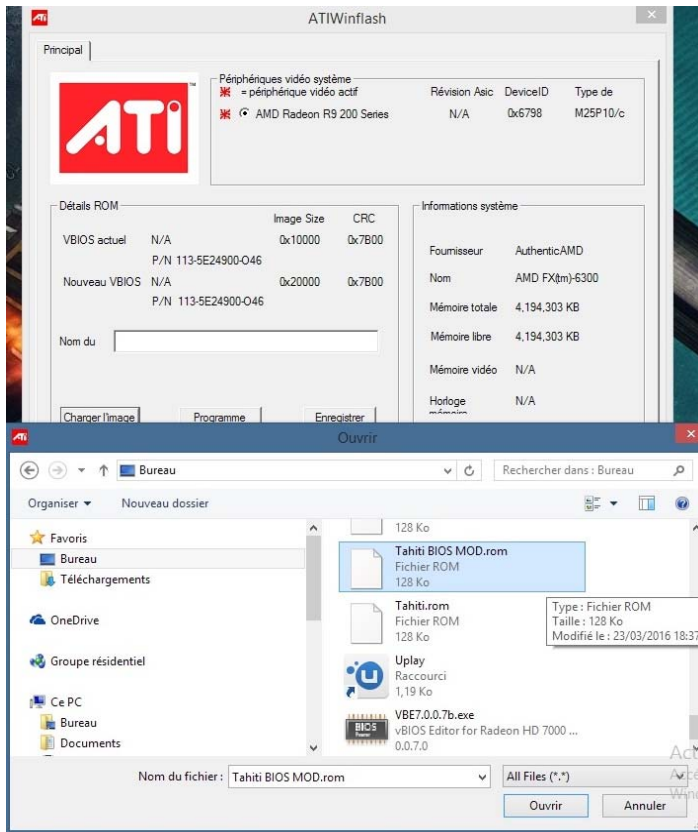 ATI
ATIWinflash
Principal
ATI
Périphériques vidéo système
= périphérique vidéo actif
Révision Asic DeviceID Type de
AMD Radeon R9 200 Series N/A 0x6798 M25P10/c
Détails ROM
Image Size CRC
VBIOS actuel N/A 0x10000 0x7B00
P/N 113-5E24900-O46
Nouveau VBIOS N/A 0x20000 0x7B00
P/N 113-5E24900-O46
Nom du
Charger l'image Programme Enregistrer
Informations système
Fournisseur AuthenticAMD
Nom AMD FX(tm)-6300
Mémoire totale 4,194,303 KB
Mémoire libre 4,194,303 KB
Mémoire vidéo N/A
Horloge N/A
mémoire
ATI
Ouvrir
Bureau
Rechercher dans : Bureau
Organiser Nouveau dossier
Favoris
Bureau
Téléchargements
OneDrive
Groupe résidentiel
Ce PC
Bureau
Documents
128 Ko
Tahiti BIOS MOD.rom
Fichier ROM
128 Ko
Tahiti.rom
Fichier ROM
128 Ko
Type : Fichier ROM
Taille : 128 Ko
Modifié le : 23/03/2016 18:37
Uplay
Raccourci
1,19 Ko
BIOS
VBE7.0.0.7b.exe
vBIOS Editor for Radeon HD 7000 ...
0.0.7.0
Nom du fichier : Tahiti BIOS MOD.rom All Files (*.*)
Ouvrir Annuler